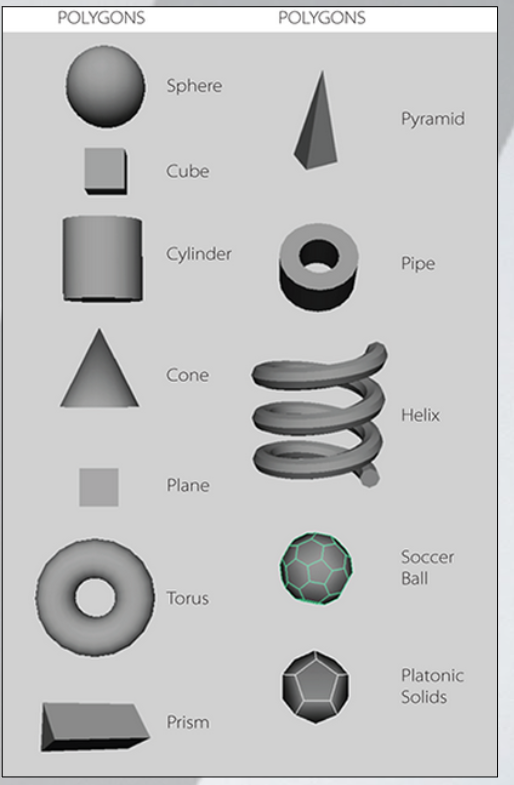 POLYGONS
Sphere
Cube
Cylinder
Cone
Plane
Torus
Prism
POLYGONS
Pyramid
Pipe
Helix
Soccer
Ball
Platonic
Solids